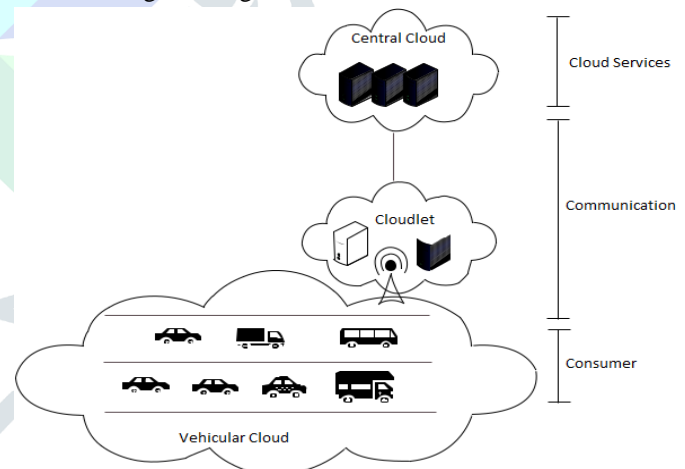 Central Cloud
Cloud Services
Communication
Cloudlet
Consumer
Vehicular Cloud